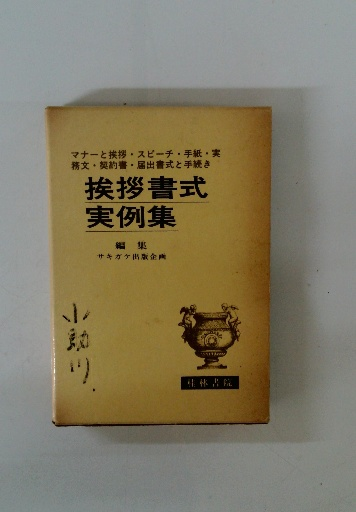 マナーと挨拶・スピーチ・手紙・実
務文・契約書・届出書式と手続き
挨拶書式
実例集
編 集
サキガケ出版企画
小助川
桂林書院